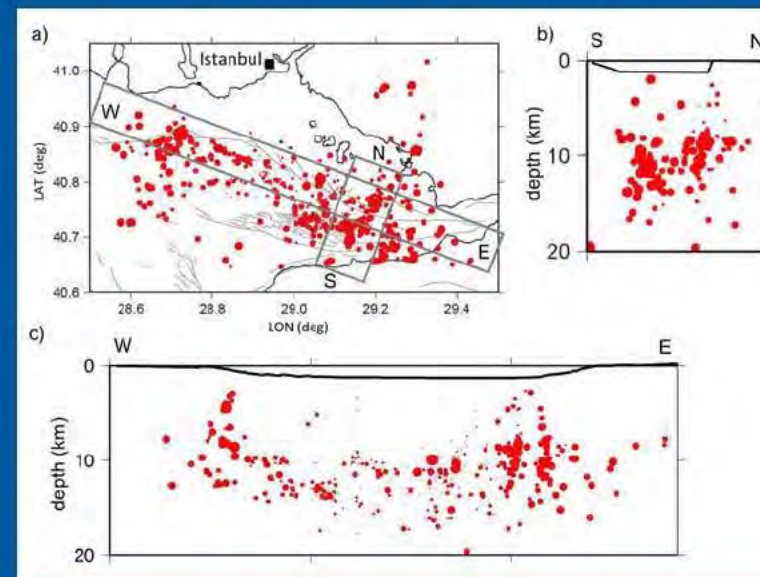 a)
Istanbul
41.0
40.9
40.8
40.7
40.6
LAT (deg)
W
N
S
E
28.6 28.8 29.0 29.2 29.4
LON (deg)
b)
S N
0
10
20
depth (km)
c)
W E
0
10
20
depth (km)